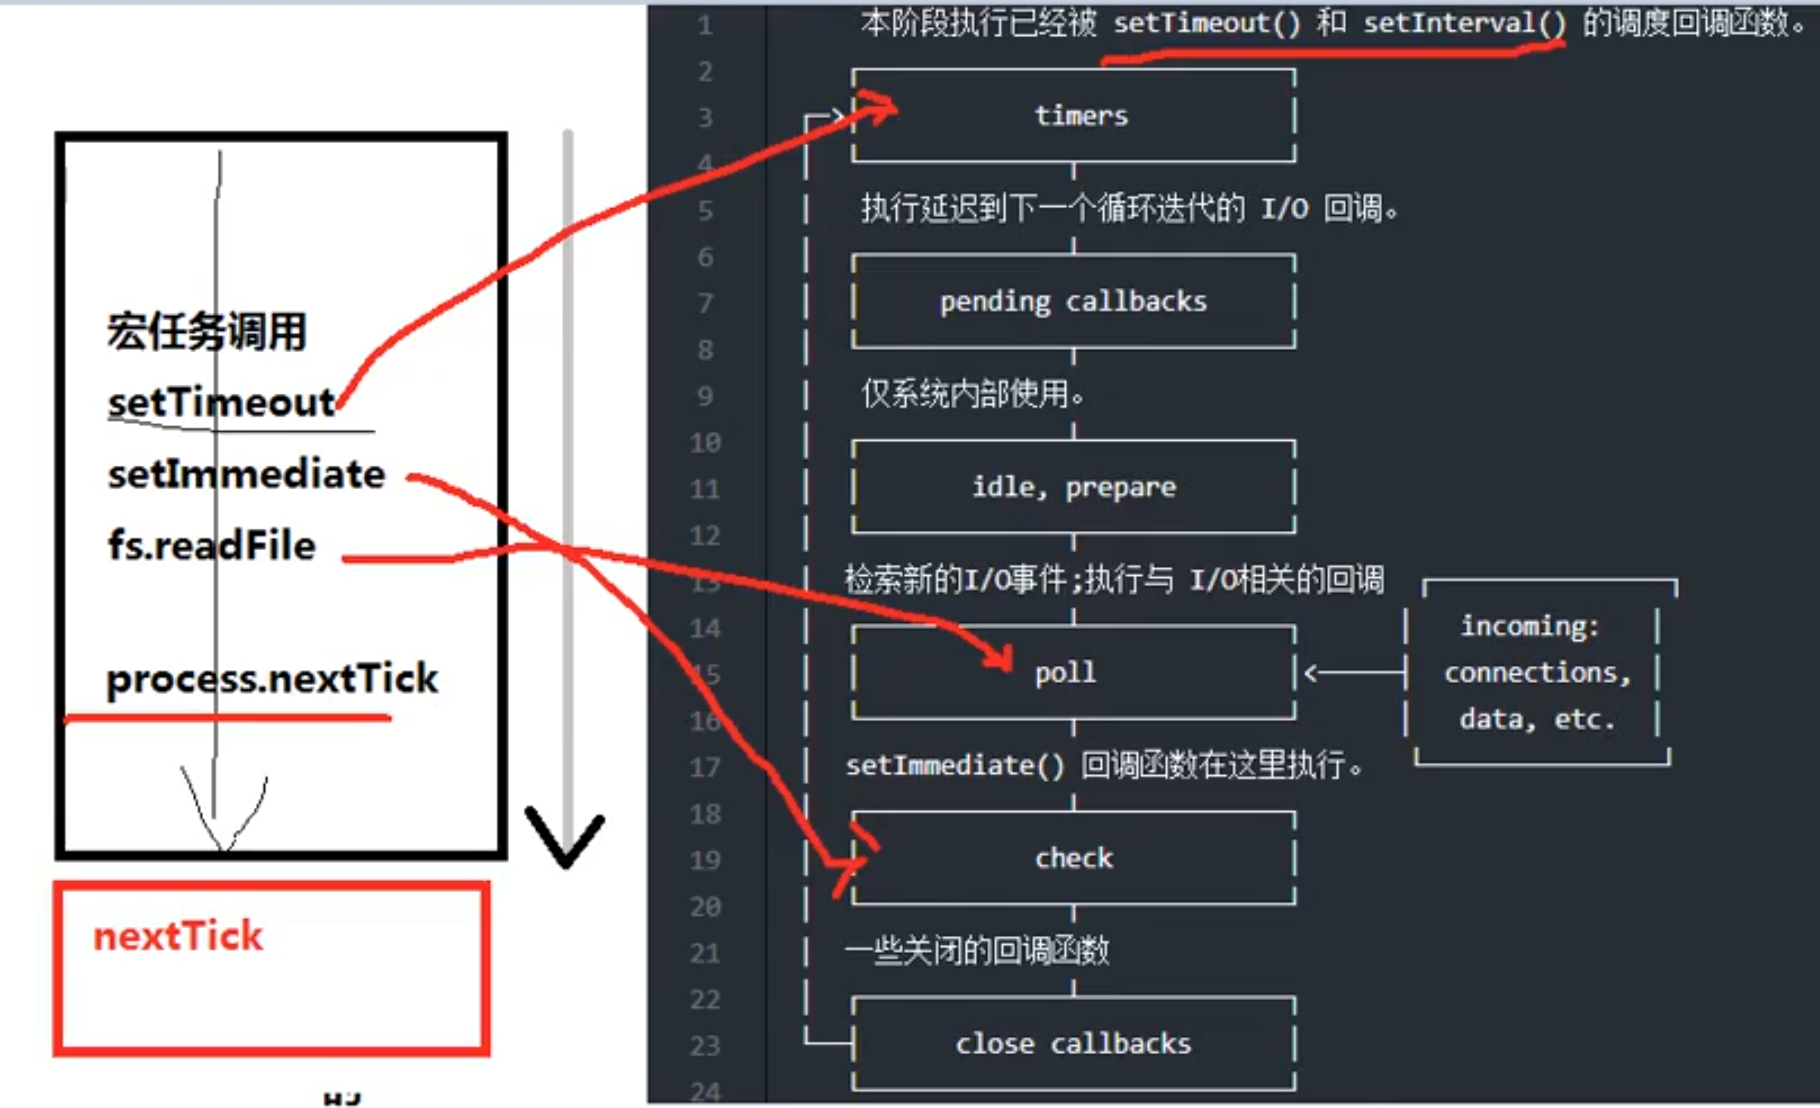 宏任务调用
setTimeout
setImmediate
fs.readFile
process.nextTick
nextTick
1 本阶段执行已经被 setTimeout() 和 setInterval() 的调度回调函数。
2
3 timers
4
5 执行延迟到下一个循环迭代的 I/O 回调。
6
7 pending callbacks
8
9 仅系统内部使用。
10
11 idle, prepare
12
13 检索新的I/O事件;执行与 I/O相关的回调
14 incoming:
15 poll connections,
16 data, etc.
17 setImmediate() 回调函数在这里执行。
18
19 check
20
21 一些关闭的回调函数
22
23 close callbacks
24